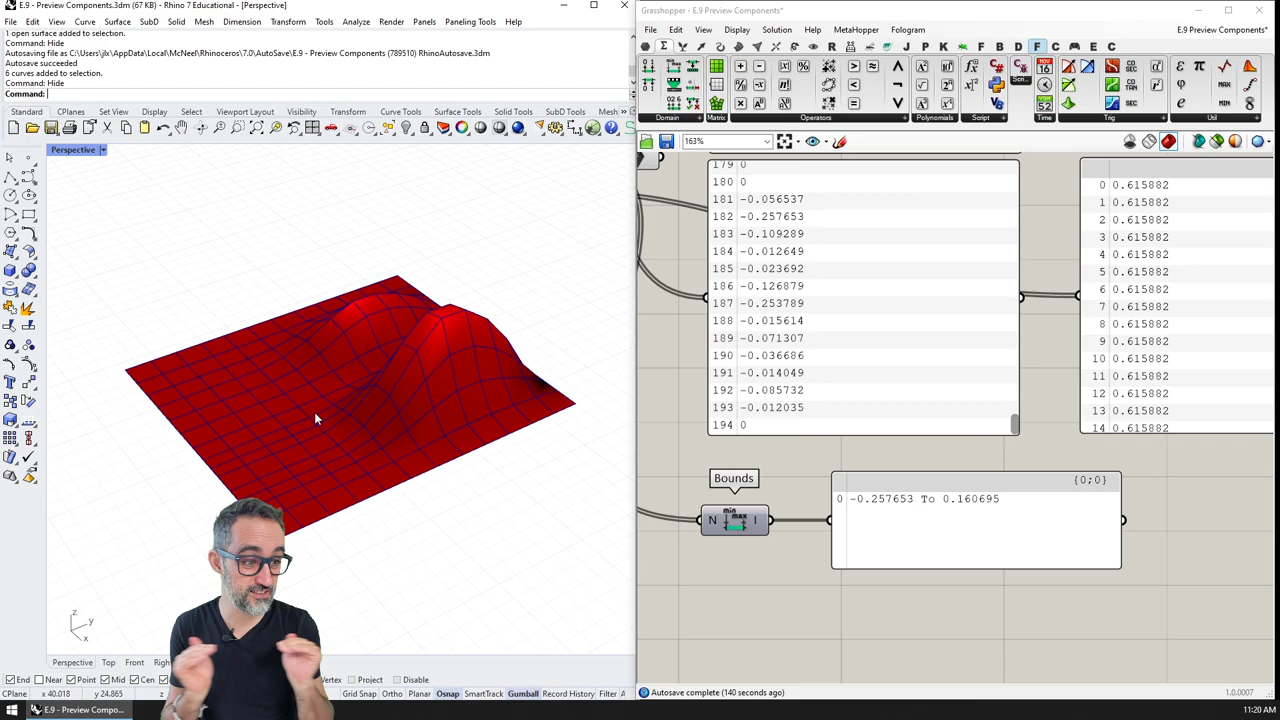 E.9 - Preview Components.3dm (67 KB) - Rhino 7 Educational - [Perspective]
File Edit View Curve Surface SubD Solid Mesh Dimension Transform Tools Analyze Render Panels Paneling Tools Help
1 open surface added to selection.
Command: Hide
Autosaving file as C:\Users\jlx\AppData\Local\McNeel\Rhinoceros\7.0\AutoSave\E.9 - Preview Components (789510) RhinoAutosave.3dm
Autosave succeeded
6 curves added to selection.
Command: Hide
Command:
Standard CPlanes Set View Display Select Viewport Layout Visibility Transform Curve Tools Surface Tools Solid Tools SubD Tools Mesh
Perspective
z
y
x
Perspective Top Front
End Near Point Mid Cen Project Disable
CPlane x 40.018 y 24.865 Grid Snap Ortho Planar Osnap SmartTrack Gumball Record History Filter
E.9 - Preview Compo...
Grasshopper - E.9 - Preview Components*
File Edit View Display Solution Help MetaHopper Fologram E.9 - Preview Components*
Domain Matrix Operators Polynomials Script Time Trig Util
163%
179 0
180 0
181 -0.056537
182 -0.257653
183 -0.109289
184 -0.012649
185 -0.023692
186 -0.126879
187 -0.253789
188 -0.015614
189 -0.071307
190 -0.036686
191 -0.014049
192 -0.085732
193 -0.012035
194 0
0 0.615882
1 0.615882
2 0.615882
3 0.615882
4 0.615882
5 0.615882
6 0.615882
7 0.615882
8 0.615882
9 0.615882
10 0.615882
11 0.615882
12 0.615882
13 0.615882
14 0.615882
Bounds
N min max I
{0;0}
0 -0.257653 To 0.160695
Autosave complete (140 seconds ago)
1.0.0007
11:20 AM